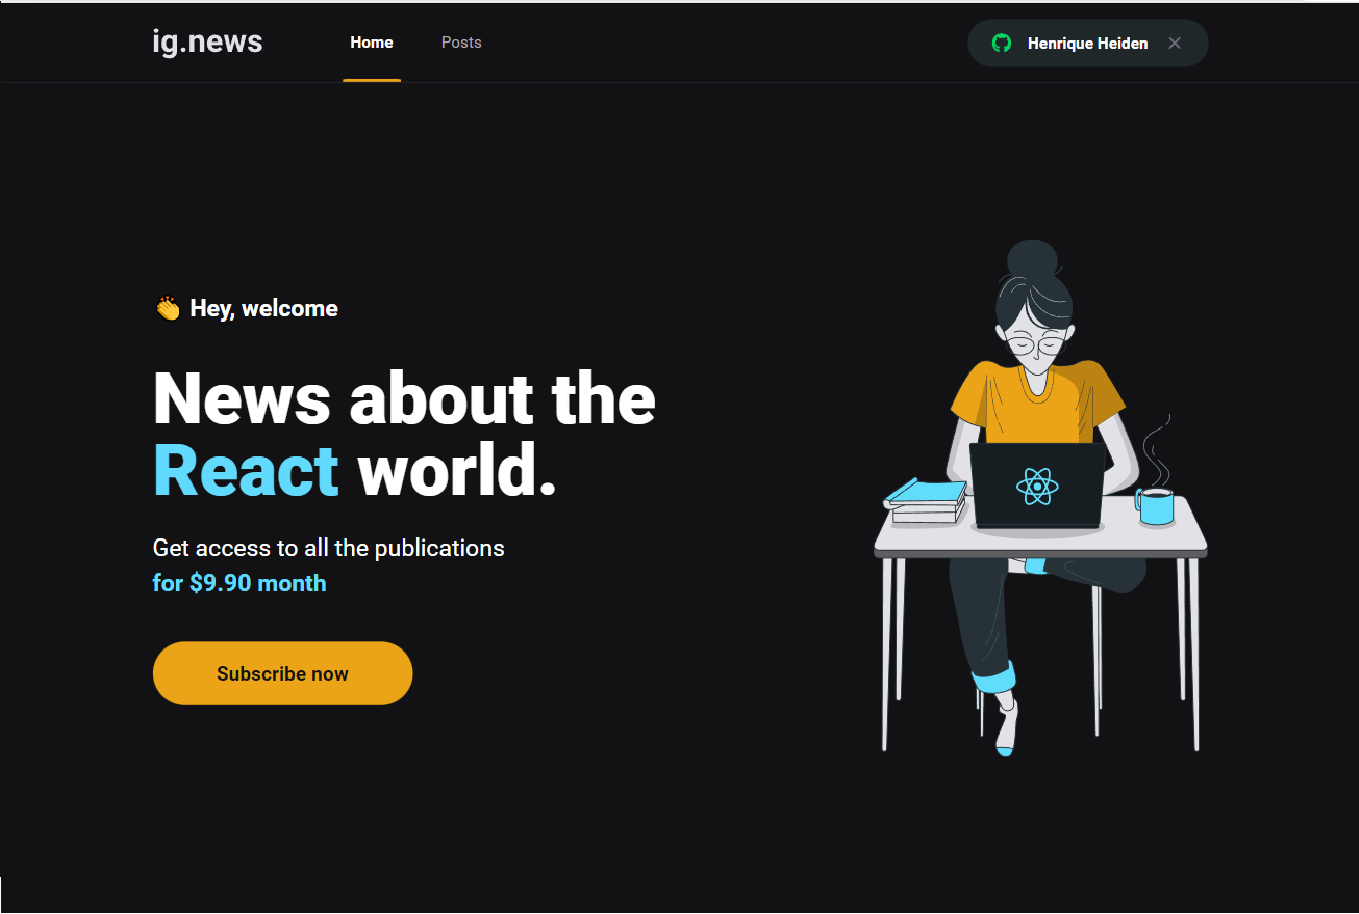 ig.news
Home
Posts
Henrique Heiden
👏 Hey, welcome
News about the
React world.
Get access to all the publications
for $9.90 month
Subscribe now